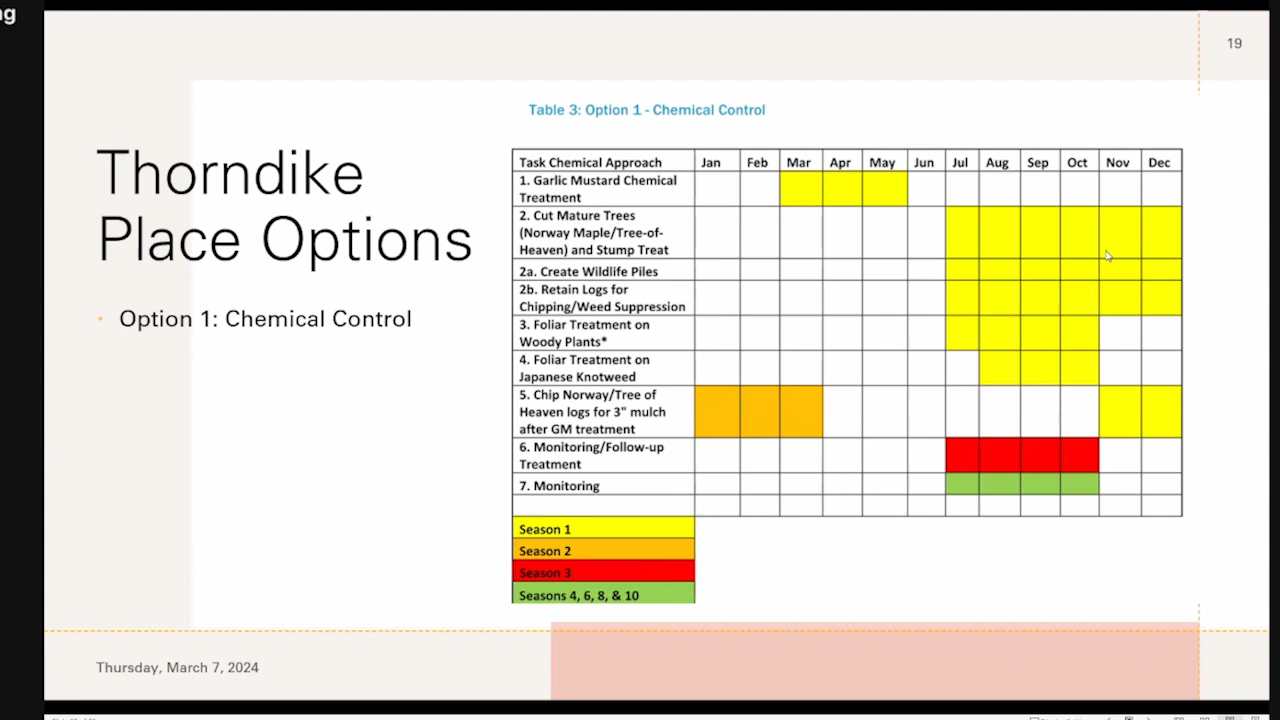 ng
19
Thorndike
Place Options
• Option 1: Chemical Control
Table 3: Option 1 - Chemical Control
Task Chemical Approach Jan Feb Mar Apr May Jun Jul Aug Sep Oct Nov Dec
1. Garlic Mustard Chemical
Treatment
2. Cut Mature Trees
(Norway Maple/Tree-of-
Heaven) and Stump Treat
2a. Create Wildlife Piles
2b. Retain Logs for
Chipping/Weed Suppression
3. Foliar Treatment on
Woody Plants*
4. Foliar Treatment on
Japanese Knotweed
5. Chip Norway/Tree of
Heaven logs for 3" mulch
after GM treatment
6. Monitoring/Follow-up
Treatment
7. Monitoring
Season 1
Season 2
Season 3
Seasons 4, 6, 8, & 10
Thursday, March 7, 2024